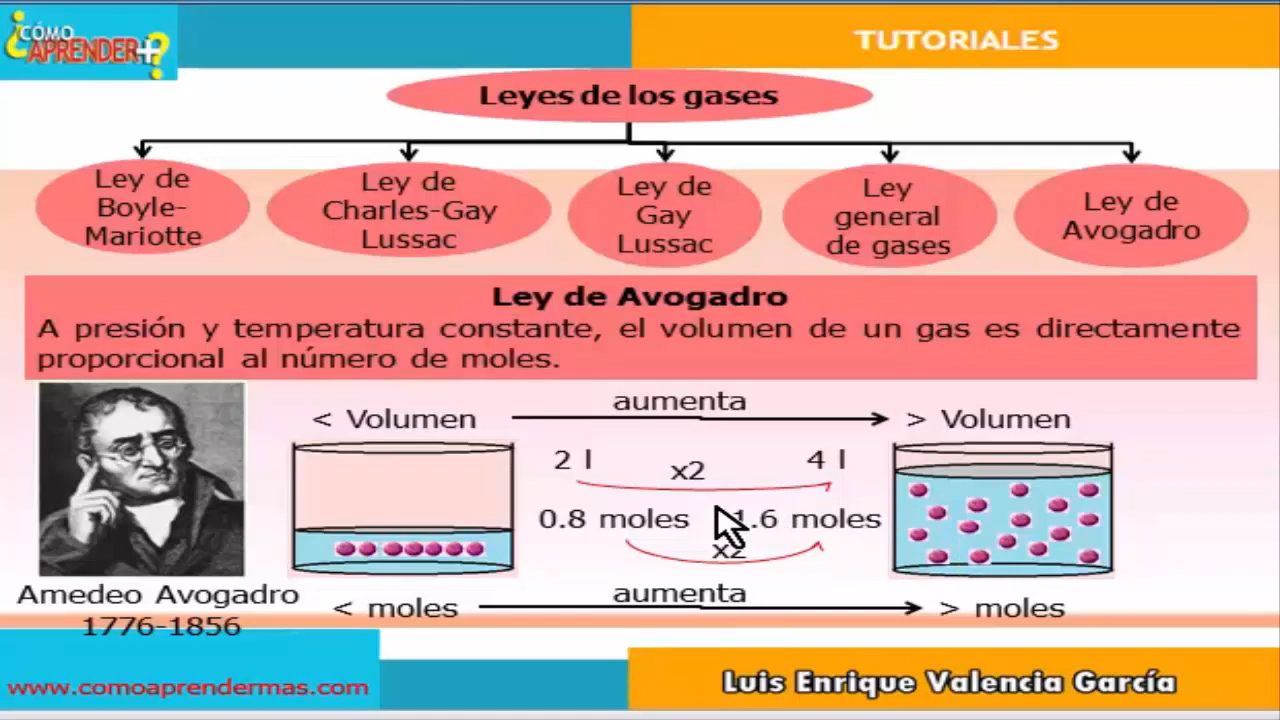 ¿CÓMO
APRENDER+?
TUTORIALES
Leyes de los gases
Ley de
Boyle-
Mariotte
Ley de
Charles-Gay
Lussac
Ley de
Gay
Lussac
Ley
general
de gases
Ley de
Avogadro
Ley de Avogadro
A presión y temperatura constante, el volumen de un gas es directamente
proporcional al número de moles.
< Volumen
aumenta
> Volumen
2 l
x2
4 l
0.8 moles
1.6 moles
x2
Amedeo Avogadro
1776-1856
< moles
aumenta
> moles
www.comoaprendermas.com
Luis Enrique Valencia García